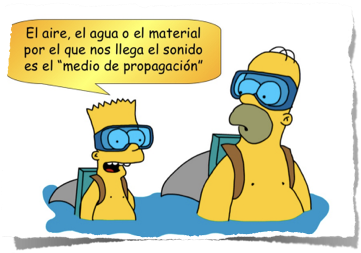 El aire, el agua o el material
por el que nos llega el sonido
es el “medio de propagación”